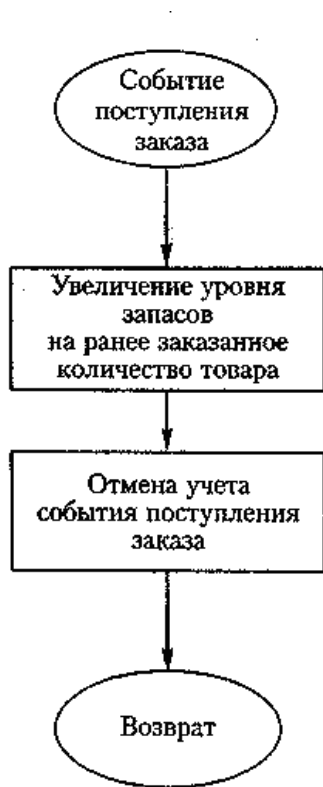 Событие
поступления
заказа
Увеличение уровня
запасов
на ранее заказанное
количество товара
Отмена учета
события поступления
заказа
Возврат